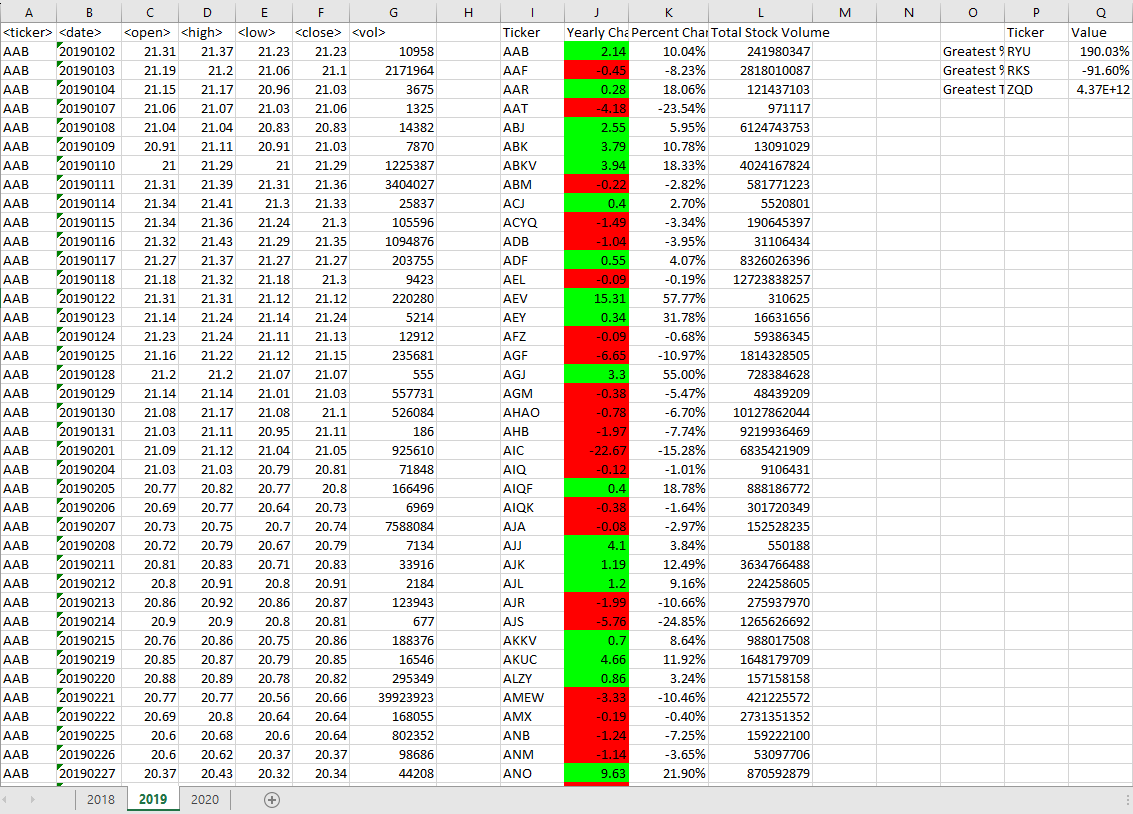 A B C D E F G H I J K L M N O P Q
<ticker> <date> <open> <high> <low> <close> <vol> Ticker Yearly Cha Percent Char Total Stock Volume Ticker Value
AAB 20190102 21.31 21.37 21.23 21.23 10958 AAB 2.14 10.04% 241980347 Greatest % RYU 190.03%
AAB 20190103 21.19 21.2 21.06 21.1 2171964 AAF -0.45 -8.23% 2818010087 Greatest % RKS -91.60%
AAB 20190104 21.15 21.17 20.96 21.03 3675 AAR 0.28 18.06% 121437103 Greatest T ZQD 4.37E+12
AAB 20190107 21.06 21.07 21.03 21.06 1325 AAT -4.18 -23.54% 971117
AAB 20190108 21.04 21.04 20.83 20.83 14382 ABJ 2.55 5.95% 6124743753
AAB 20190109 20.91 21.11 20.91 21.03 7870 ABK 3.79 10.78% 13091029
AAB 20190110 21 21.29 21 21.29 1225387 ABKV 3.94 18.33% 4024167824
AAB 20190111 21.31 21.39 21.31 21.36 3404027 ABM -0.22 -2.82% 581771223
AAB 20190114 21.34 21.41 21.3 21.33 25837 ACJ 0.4 2.70% 5520801
AAB 20190115 21.34 21.36 21.24 21.3 105596 ACYQ -1.49 -3.34% 190645397
AAB 20190116 21.32 21.43 21.29 21.35 1094876 ADB -1.04 -3.95% 31106434
AAB 20190117 21.27 21.37 21.27 21.27 203755 ADF 0.55 4.07% 8326026396
AAB 20190118 21.18 21.32 21.18 21.3 9423 AEL -0.09 -0.19% 12723838257
AAB 20190122 21.31 21.31 21.12 21.12 220280 AEV 15.31 57.77% 310625
AAB 20190123 21.14 21.24 21.14 21.24 5214 AEY 0.34 31.78% 16631656
AAB 20190124 21.23 21.24 21.11 21.13 12912 AFZ -0.09 -0.68% 59386345
AAB 20190125 21.16 21.22 21.12 21.15 235681 AGF -6.65 -10.97% 1814328505
AAB 20190128 21.2 21.2 21.07 21.07 555 AGJ 3.3 55.00% 728384628
AAB 20190129 21.14 21.14 21.01 21.03 557731 AGM -0.38 -5.47% 48439209
AAB 20190130 21.08 21.17 21.08 21.1 526084 AHAO -0.78 -6.70% 10127862044
AAB 20190131 21.03 21.11 20.95 21.11 186 AHB -1.97 -7.74% 9219936469
AAB 20190201 21.09 21.12 21.04 21.05 925610 AIC -22.67 -15.28% 6835421909
AAB 20190204 21.03 21.03 20.79 20.81 71848 AIQ -0.12 -1.01% 9106431
AAB 20190205 20.77 20.82 20.77 20.8 166496 AIQF 0.4 18.78% 888186772
AAB 20190206 20.69 20.77 20.64 20.73 6969 AIQK -0.38 -1.64% 301720349
AAB 20190207 20.73 20.75 20.7 20.74 7588084 AJA -0.08 -2.97% 152528235
AAB 20190208 20.72 20.79 20.67 20.79 7134 AJJ 4.1 3.84% 550188
AAB 20190211 20.81 20.83 20.71 20.83 33916 AJK 1.19 12.49% 3634766488
AAB 20190212 20.8 20.91 20.8 20.91 2184 AJL 1.2 9.16% 224258605
AAB 20190213 20.86 20.92 20.86 20.87 123943 AJR -1.99 -10.66% 275937970
AAB 20190214 20.9 20.9 20.8 20.81 677 AJS -5.76 -24.85% 1265626692
AAB 20190215 20.76 20.86 20.75 20.86 188376 AKKV 0.7 8.64% 988017508
AAB 20190219 20.85 20.87 20.79 20.85 16546 AKUC 4.66 11.92% 1648179709
AAB 20190220 20.88 20.89 20.78 20.82 295349 ALZY 0.86 3.24% 157158158
AAB 20190221 20.77 20.77 20.56 20.66 39923923 AMEW -3.33 -10.46% 421225572
AAB 20190222 20.69 20.8 20.64 20.64 168055 AMX -0.19 -0.40% 2731351352
AAB 20190225 20.6 20.68 20.6 20.64 802352 ANB -1.24 -7.25% 159222100
AAB 20190226 20.6 20.62 20.37 20.37 98686 ANM -1.14 -3.65% 53097706
AAB 20190227 20.37 20.43 20.32 20.34 44208 ANO 9.63 21.90% 870592879
2018 2019 2020